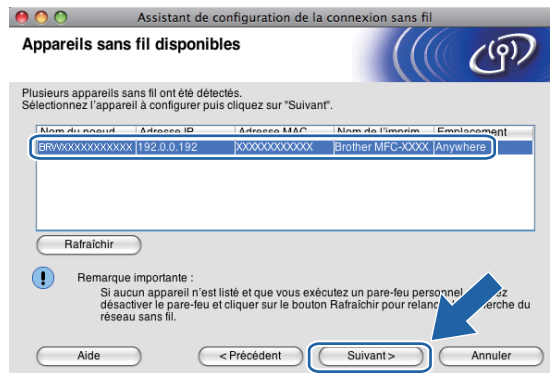 Assistant de configuration de la connexion sans fil
Appareils sans fil disponibles
Plusieurs appareils sans fil ont été détectés.
Sélectionnez l'appareil à configurer puis cliquez sur "Suivant".
Nom du noeud Adresse IP Adresse MAC Nom de l'imprim Emplacement
BRWXXXXXXXXXXX 192.0.0.192 XXXXXXXXXXXX Brother MFC-XXXX Anywhere
Rafraîchir
Remarque importante :
Si aucun appareil n'est listé et que vous exécutez un pare-feu personnel
désactiver le pare-feu et cliquer sur le bouton Rafraîchir pour du
réseau sans fil.
Aide < Précédent Suivant > Annuler